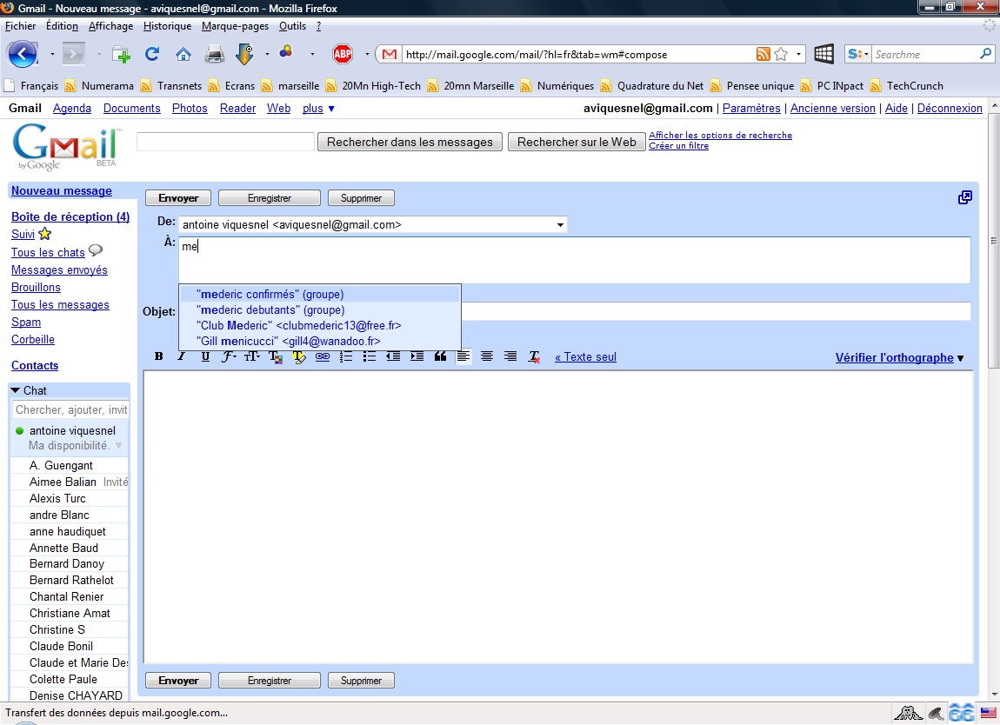 Gmail - Nouveau message - aviquesnel@gmail.com - Mozilla Firefox
Fichier Édition Affichage Historique Marque-pages Outils ?
ABP http://mail.google.com/mail/?hl=fr&tab=wm#compose S: Searchme
Français Numerama Transnets Ecrans marseille 20Mn High-Tech 20mn Marseille Numériques Quadrature du Net Pensee unique PC INpact TechCrunch
Gmail Agenda Documents Photos Reader Web plus ▼ aviquesnel@gmail.com | Paramètres | Ancienne version | Aide | Déconnexion
Gmail™ by Google BETA
Rechercher dans les messages Rechercher sur le Web Afficher les options de recherche
Créer un filtre
Nouveau message
Envoyer Enregistrer Supprimer
Boîte de réception (4)
Suivi
Tous les chats
Messages envoyés
Brouillons
Tous les messages
Spam
Corbeille
Contacts
De: antoine viquesnel <aviquesnel@gmail.com>
À: me
"mederic confirmés" (groupe)
"mederic debutants" (groupe)
"Club Mederic" <clubmederic13@free.fr>
"Gill menicucci" <gill4@wanadoo.fr>
Objet:
B I U « Texte seul Vérifier l'orthographe ▼
Chat
Chercher, ajouter, invit
antoine viquesnel
Ma disponibilité.
A. Guengant
Aimee Balian Invité
Alexis Turc
andre Blanc
anne haudiquet
Annette Baud
Bernard Danoy
Bernard Rathelot
Chantal Renier
Christiane Amat
Christine S
Claude Bonil
Claude et Marie Des
Colette Paule
Denise CHAYARD
Envoyer Enregistrer Supprimer
Transfert des données depuis mail.google.com...